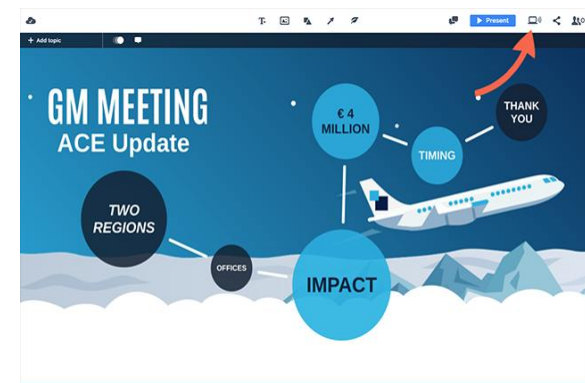 T
Present
+ Add topic
GM MEETING
ACE Update
€ 4
MILLION
THANK
YOU
TIMING
TWO
REGIONS
OFFICES
IMPACT